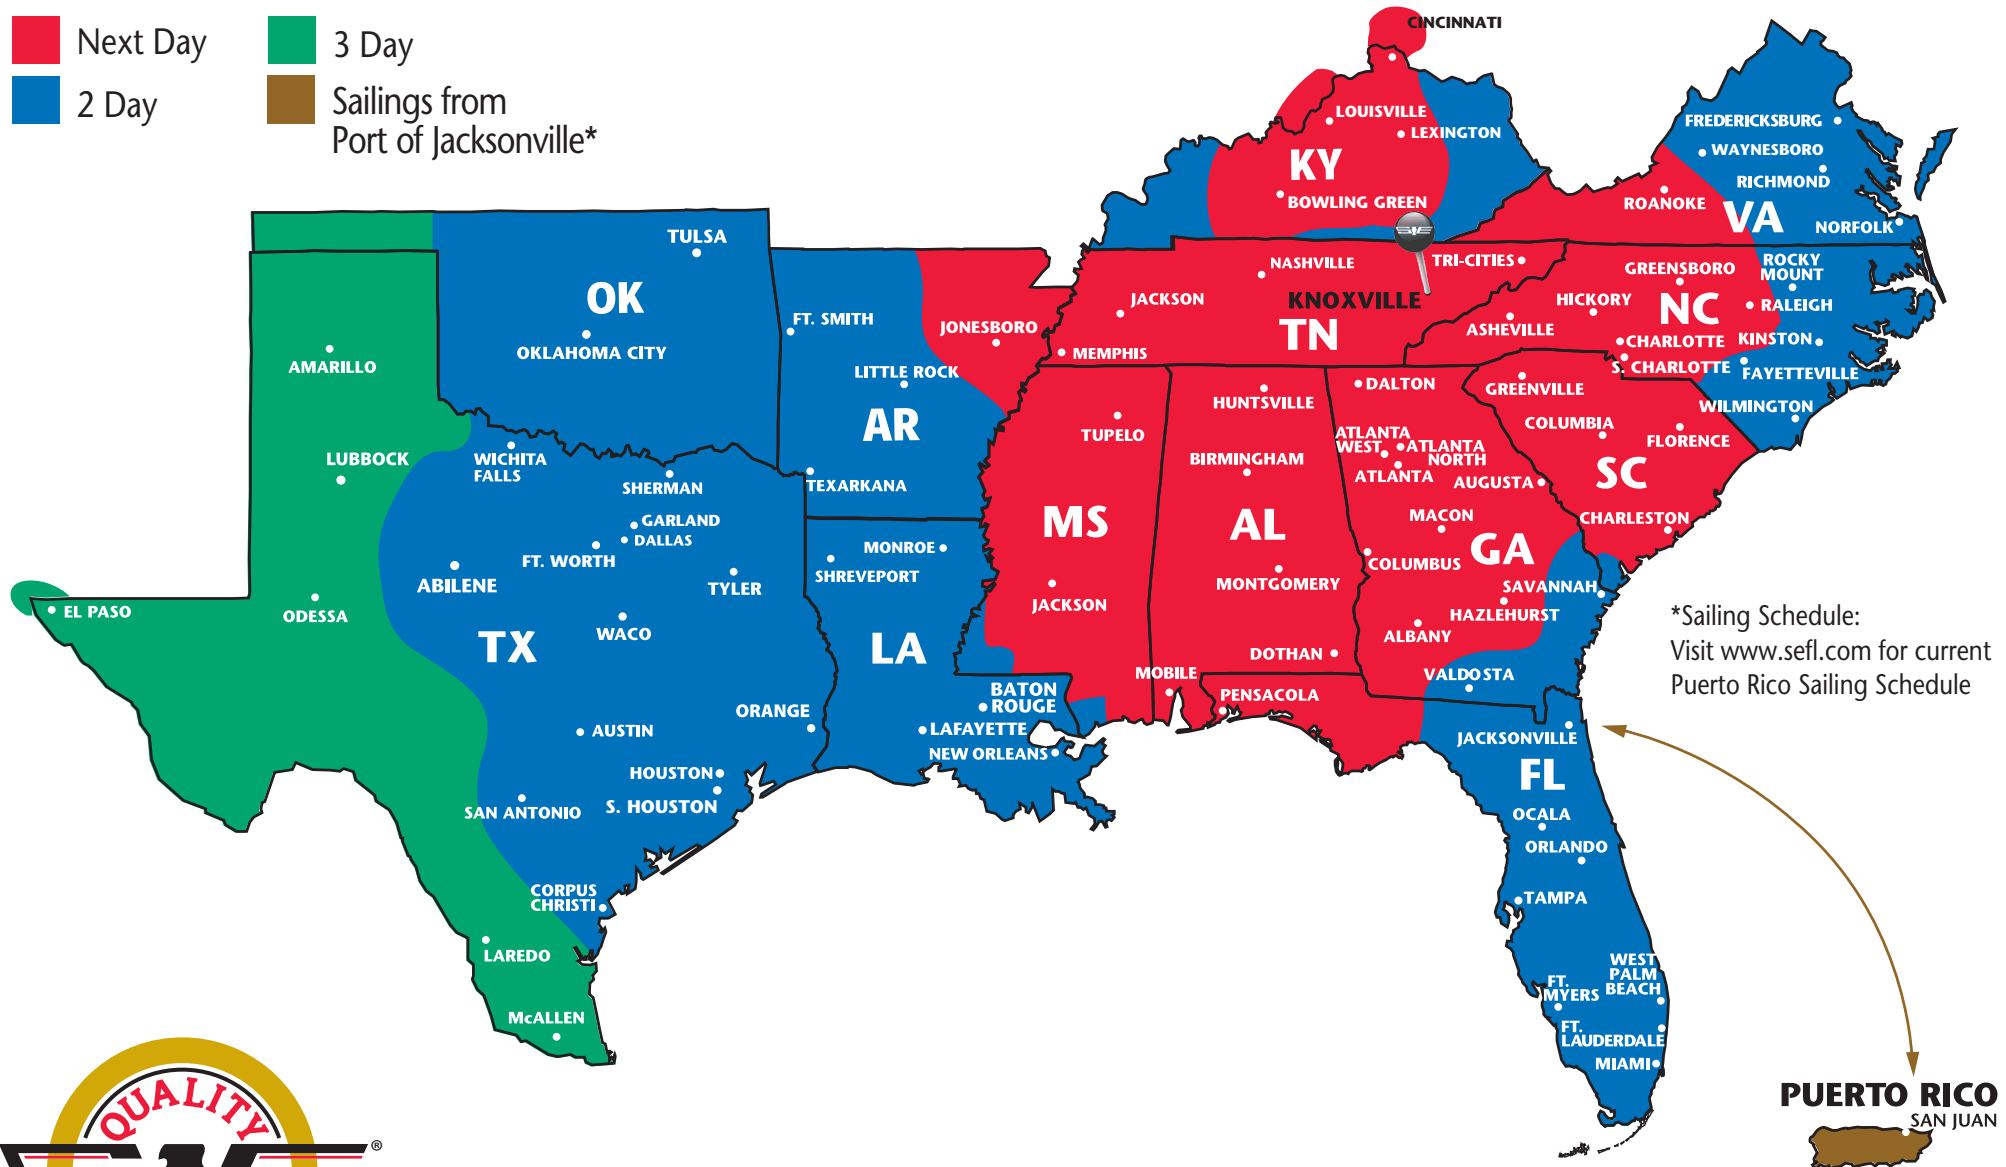 Next Day
2 Day
3 Day
Sailings from
Port of Jacksonville*
CINCINNATI
LOUISVILLE
LEXINGTON
KY
BOWLING GREEN
FREDERICKSBURG
WAYNESBORO
RICHMOND
ROANOKE
VA
NORFOLK
TULSA
OK
OKLAHOMA CITY
AMARILLO
LUBBOCK
WICHITA
FALLS
SHERMAN
GARLAND
DALLAS
FT. WORTH
ABILENE
TYLER
EL PASO
ODESSA
WACO
TX
AUSTIN
ORANGE
HOUSTON
S. HOUSTON
SAN ANTONIO
CORPUS
CHRISTI
LAREDO
McALLEN
FT. SMITH
JONESBORO
LITTLE ROCK
AR
TEXARKANA
MONROE
SHREVEPORT
LA
BATON
ROUGE
LAFAYETTE
NEW ORLEANS
NASHVILLE
TRI-CITIES
JACKSON
KNOXVILLE
TN
MEMPHIS
GREENSBORO
ROCKY
MOUNT
HICKORY
NC
RALEIGH
ASHEVILLE
CHARLOTTE
KINSTON
S. CHARLOTTE
FAYETTEVILLE
WILMINGTON
TUPELO
MS
JACKSON
HUNTSVILLE
BIRMINGHAM
AL
MONTGOMERY
DOTHAN
MOBILE
DALTON
ATLANTA
WEST
ATLANTA
NORTH
ATLANTA
AUGUSTA
MACON
GA
COLUMBUS
SAVANNAH
HAZLEHURST
ALBANY
VALDOSTA
GREENVILLE
COLUMBIA
FLORENCE
SC
CHARLESTON
PENSACOLA
JACKSONVILLE
FL
OCALA
ORLANDO
TAMPA
WEST
PALM
BEACH
FT.
MYERS
FT.
LAUDERDALE
MIAMI
*Sailing Schedule:
Visit www.sefl.com for current
Puerto Rico Sailing Schedule
PUERTO RICO
SAN JUAN
QUALITY
®